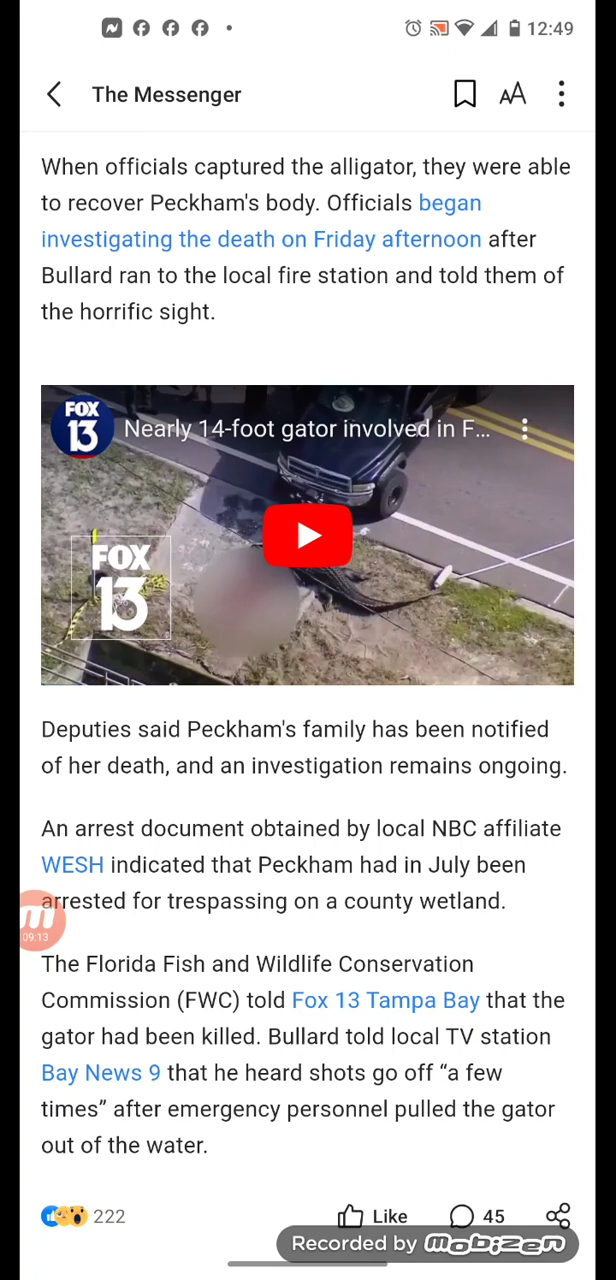 12:49
The Messenger
AA
When officials captured the alligator, they were able
to recover Peckham's body. Officials began
investigating the death on Friday afternoon after
Bullard ran to the local fire station and told them of
the horrific sight.
FOX
13
Nearly 14-foot gator involved in F...
FOX
13
Deputies said Peckham's family has been notified
of her death, and an investigation remains ongoing.
An arrest document obtained by local NBC affiliate
WESH indicated that Peckham had in July been
arrested for trespassing on a county wetland.
09:13
The Florida Fish and Wildlife Conservation
Commission (FWC) told Fox 13 Tampa Bay that the
gator had been killed. Bullard told local TV station
Bay News 9 that he heard shots go off “a few
times” after emergency personnel pulled the gator
out of the water.
222 Like 45
Recorded by mobizen